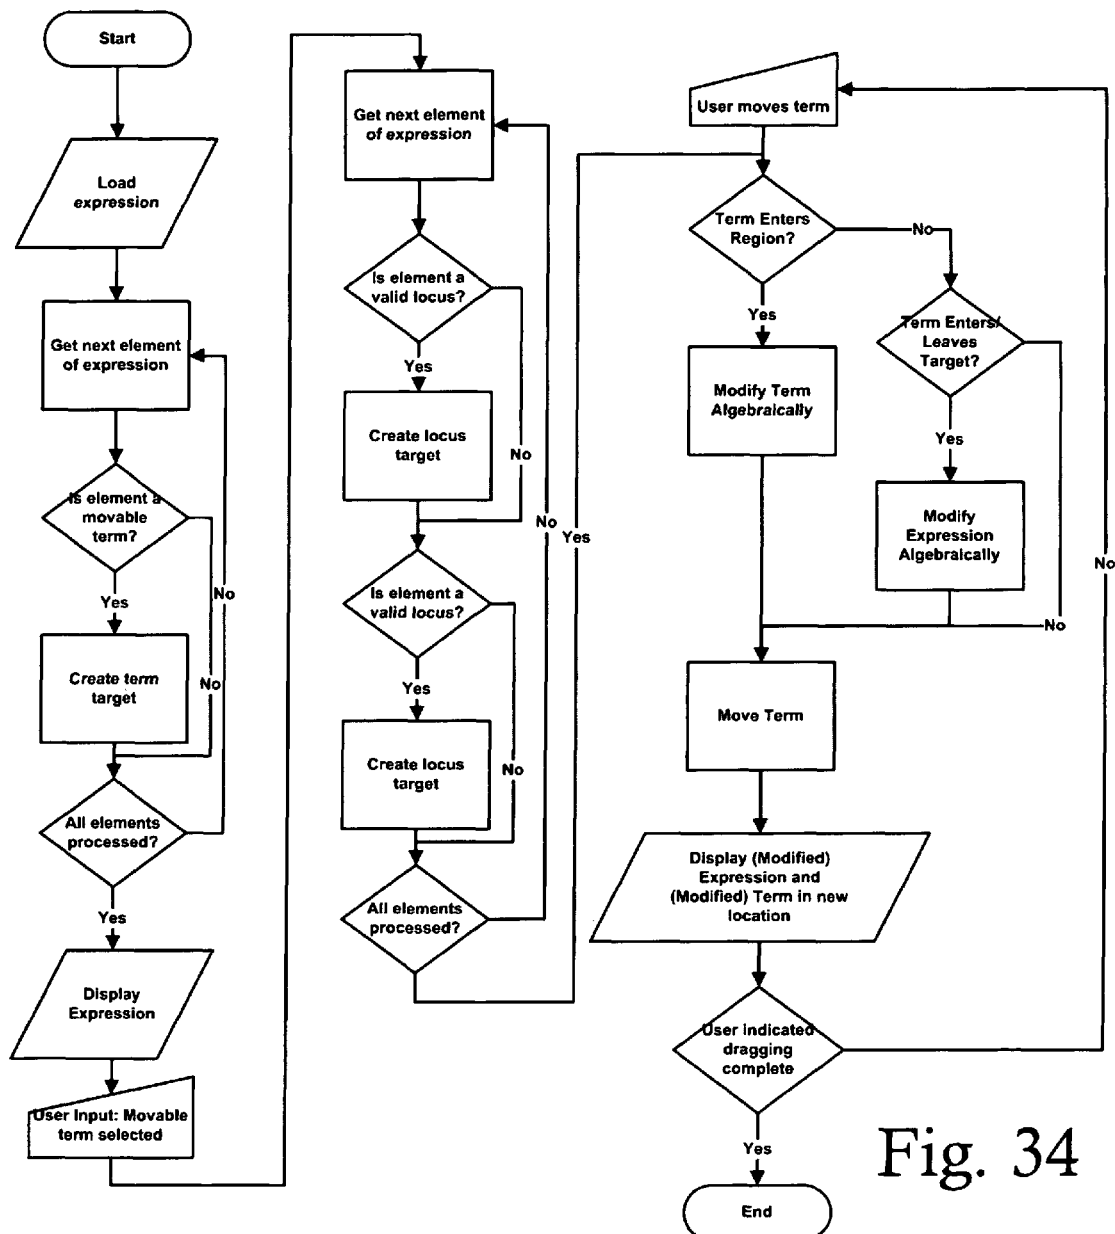 Start
Load
expression
Get next element
of expression
Is element a
movable
term?
Yes
No
Create term
target
No
All elements
processed?
Yes
Display
Expression
User Input: Movable
term selected
Get next element
of expression
Is element a
valid locus?
Yes
Create locus
target
No
No
Yes
Is element a
valid locus?
Yes
Create locus
target
No
All elements
processed?
User moves term
Term Enters
Region?
No
Yes
Term Enters/
Leaves
Target?
Modify Term
Algebraically
Yes
Modify
Expression
Algebraically
No
No
Move Term
Display (Modified)
Expression and
(Modified) Term in new
location
User indicated
dragging
complete
Yes
End
Fig. 34